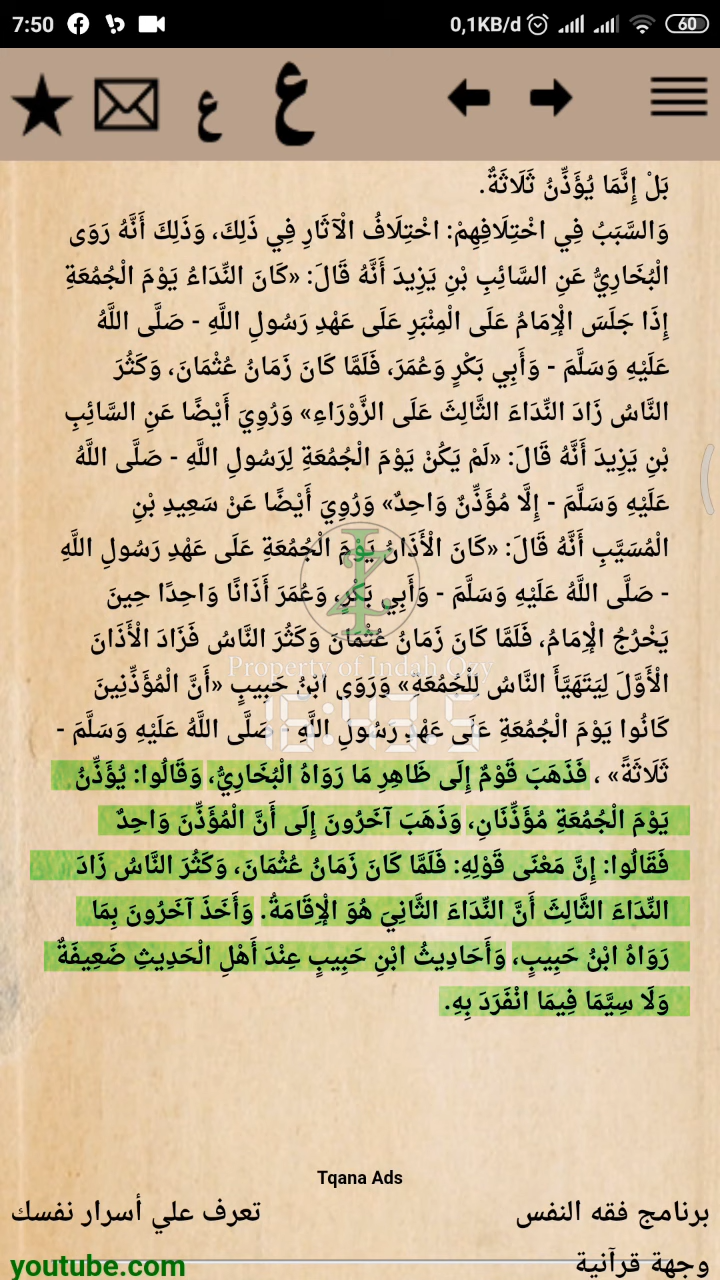 7:50
0,1KB/d
60
ع ع
بَلْ إِنَّمَا يُؤَذِّنُ ثَلَاثَةٌ.
وَالسَّبَبُ فِي اخْتِلَافِهِمْ: اخْتِلَافُ الْآثَارِ فِي ذَلِكَ، وَذَلِكَ أَنَّهُ رَوَى
الْبُخَارِيُّ عَنِ السَّائِبِ بْنِ يَزِيدَ أَنَّهُ قَالَ: «كَانَ النِّدَاءُ يَوْمَ الْجُمُعَةِ
إِذَا جَلَسَ الْإِمَامُ عَلَى الْمِنْبَرِ عَلَى عَهْدِ رَسُولِ اللَّهِ - صَلَّى اللَّهُ
عَلَيْهِ وَسَلَّمَ - وَأَبِي بَكْرٍ وَعُمَرَ، فَلَمَّا كَانَ زَمَانُ عُثْمَانَ، وَكَثُرَ
النَّاسُ زَادَ النِّدَاءَ الثَّالِثَ عَلَى الزَّوْرَاءِ» وَرُوِيَ أَيْضًا عَنِ السَّائِبِ
بْنِ يَزِيدَ أَنَّهُ قَالَ: «لَمْ يَكُنْ يَوْمَ الْجُمُعَةِ لِرَسُولِ اللَّهِ - صَلَّى اللَّهُ
عَلَيْهِ وَسَلَّمَ - إِلَّا مُؤَذِّنٌ وَاحِدٌ» وَرُوِيَ أَيْضًا عَنْ سَعِيدِ بْنِ
الْمُسَيَّبِ أَنَّهُ قَالَ: «كَانَ الْأَذَانُ يَوْمَ الْجُمُعَةِ عَلَى عَهْدِ رَسُولِ اللَّهِ
- صَلَّى اللَّهُ عَلَيْهِ وَسَلَّمَ - وَأَبِي بَكْرٍ، وَعُمَرَ أَذَانًا وَاحِدًا حِينَ
يَخْرُجُ الْإِمَامُ، فَلَمَّا كَانَ زَمَانُ عُثْمَانَ وَكَثُرَ النَّاسُ فَزَادَ الْأَذَانَ
الْأَوَّلَ لِيَتَهَيَّأَ النَّاسُ لِلْجُمُعَةِ» وَرَوَى ابْنُ حَبِيبٍ «أَنَّ الْمُؤَذِّنِينَ
Property of Indah Ozy
كَانُوا يَوْمَ الْجُمُعَةِ عَلَى عَهْدِ رَسُولِ اللَّهِ - صَلَّى اللَّهُ عَلَيْهِ وَسَلَّمَ -
ثَلَاثَةً» ، فَذَهَبَ قَوْمٌ إِلَى ظَاهِرِ مَا رَوَاهُ الْبُخَارِيُّ، وَقَالُوا: يُؤَذِّنُ
يَوْمَ الْجُمُعَةِ مُؤَذِّنَانِ، وَذَهَبَ آخَرُونَ إِلَى أَنَّ الْمُؤَذِّنَ وَاحِدٌ
فَقَالُوا: إِنَّ مَعْنَى قَوْلِهِ: فَلَمَّا كَانَ زَمَانُ عُثْمَانَ، وَكَثُرَ النَّاسُ زَادَ
النِّدَاءَ الثَّالِثَ أَنَّ النِّدَاءَ الثَّانِيَ هُوَ الْإِقَامَةُ. وَأَخَذَ آخَرُونَ بِمَا
رَوَاهُ ابْنُ حَبِيبٍ، وَأَحَادِيثُ ابْنِ حَبِيبٍ عِنْدَ أَهْلِ الْحَدِيثِ ضَعِيفَةٌ
وَلَا سِيَّمَا فِيمَا انْفَرَدَ بِهِ.
Tqana Ads
برنامج فقه النفس
تعرف علي أسرار نفسك
وجهة قرآنية
youtube.com